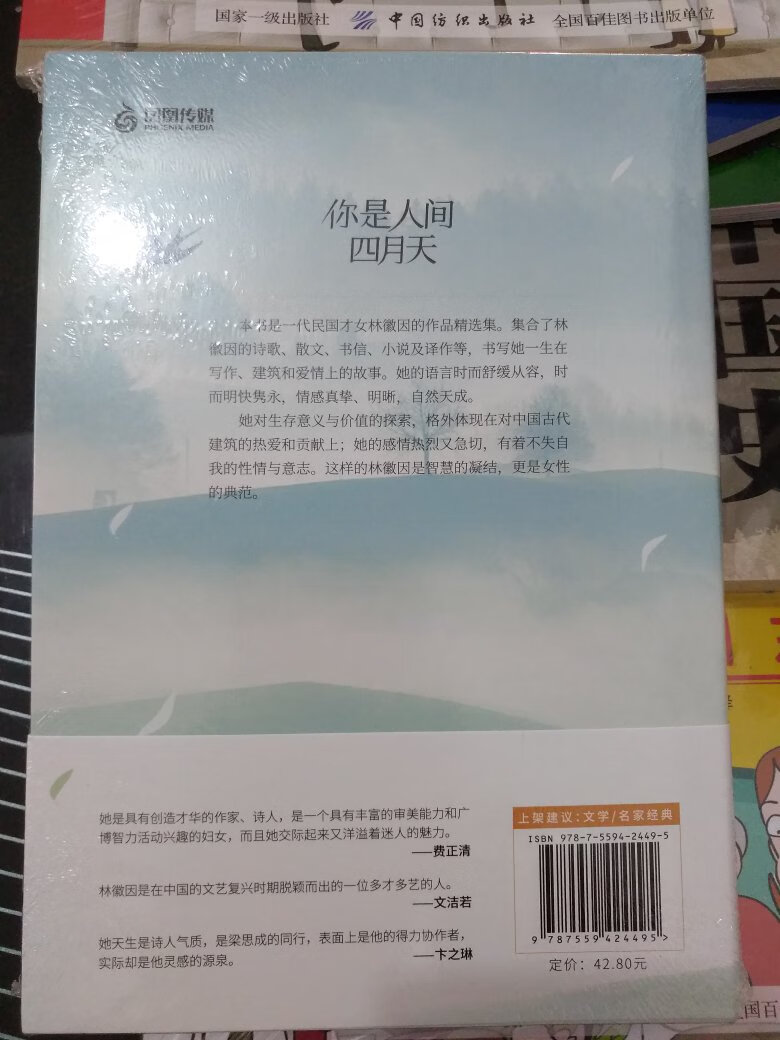 国家一级出版社 中国纺织出版社 全国百佳图书出版单位
凤凰传媒
PHOENIX MEDIA
你是人间
四月天
本书是一代民国才女林徽因的作品精选集。集合了林
徽因的诗歌、散文、书信、小说及译作等，书写她一生在
写作、建筑和爱情上的故事。她的语言时而舒缓从容，时
而明快隽永，情感真挚、明晰，自然天成。
她对生存意义与价值的探索，格外体现在对中国古代
建筑的热爱和贡献上；她的感情热烈又急切，有着不失自
我的性情与意志。这样的林徽因是智慧的凝结，更是女性
的典范。
她是具有创造才华的作家、诗人，是一个具有丰富的审美能力和广
博智力活动兴趣的妇女，而且她交际起来又洋溢着迷人的魅力。
——费正清
林徽因是在中国的文艺复兴时期脱颖而出的一位多才多艺的人。
——文洁若
她天生是诗人气质，是梁思成的同行，表面上是他的得力协作者，
实际却是他灵感的源泉。
——卞之琳
上架建议：文学/名家经典
ISBN 978-7-5594-2449-5
9 787559 424495 >
定价：42.80元
国百